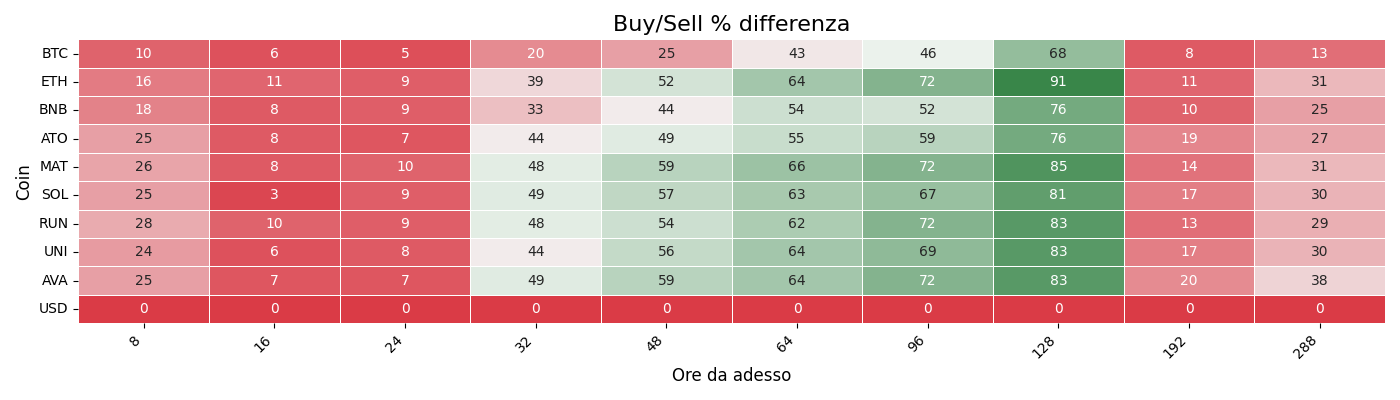 Buy/Sell % differenza
Coin
BTC 10 6 5 20 25 43 46 68 8 13
ETH 16 11 9 39 52 64 72 91 11 31
BNB 18 8 9 33 44 54 52 76 10 25
ATO 25 8 7 44 49 55 59 76 19 27
MAT 26 8 10 48 59 66 72 85 14 31
SOL 25 3 9 49 57 63 67 81 17 30
RUN 28 10 9 48 54 62 72 83 13 29
UNI 24 6 8 44 56 64 69 83 17 30
AVA 25 7 7 49 59 64 72 83 20 38
USD 0 0 0 0 0 0 0 0 0 0
8 16 24 32 48 64 96 128 192 288
Ore da adesso